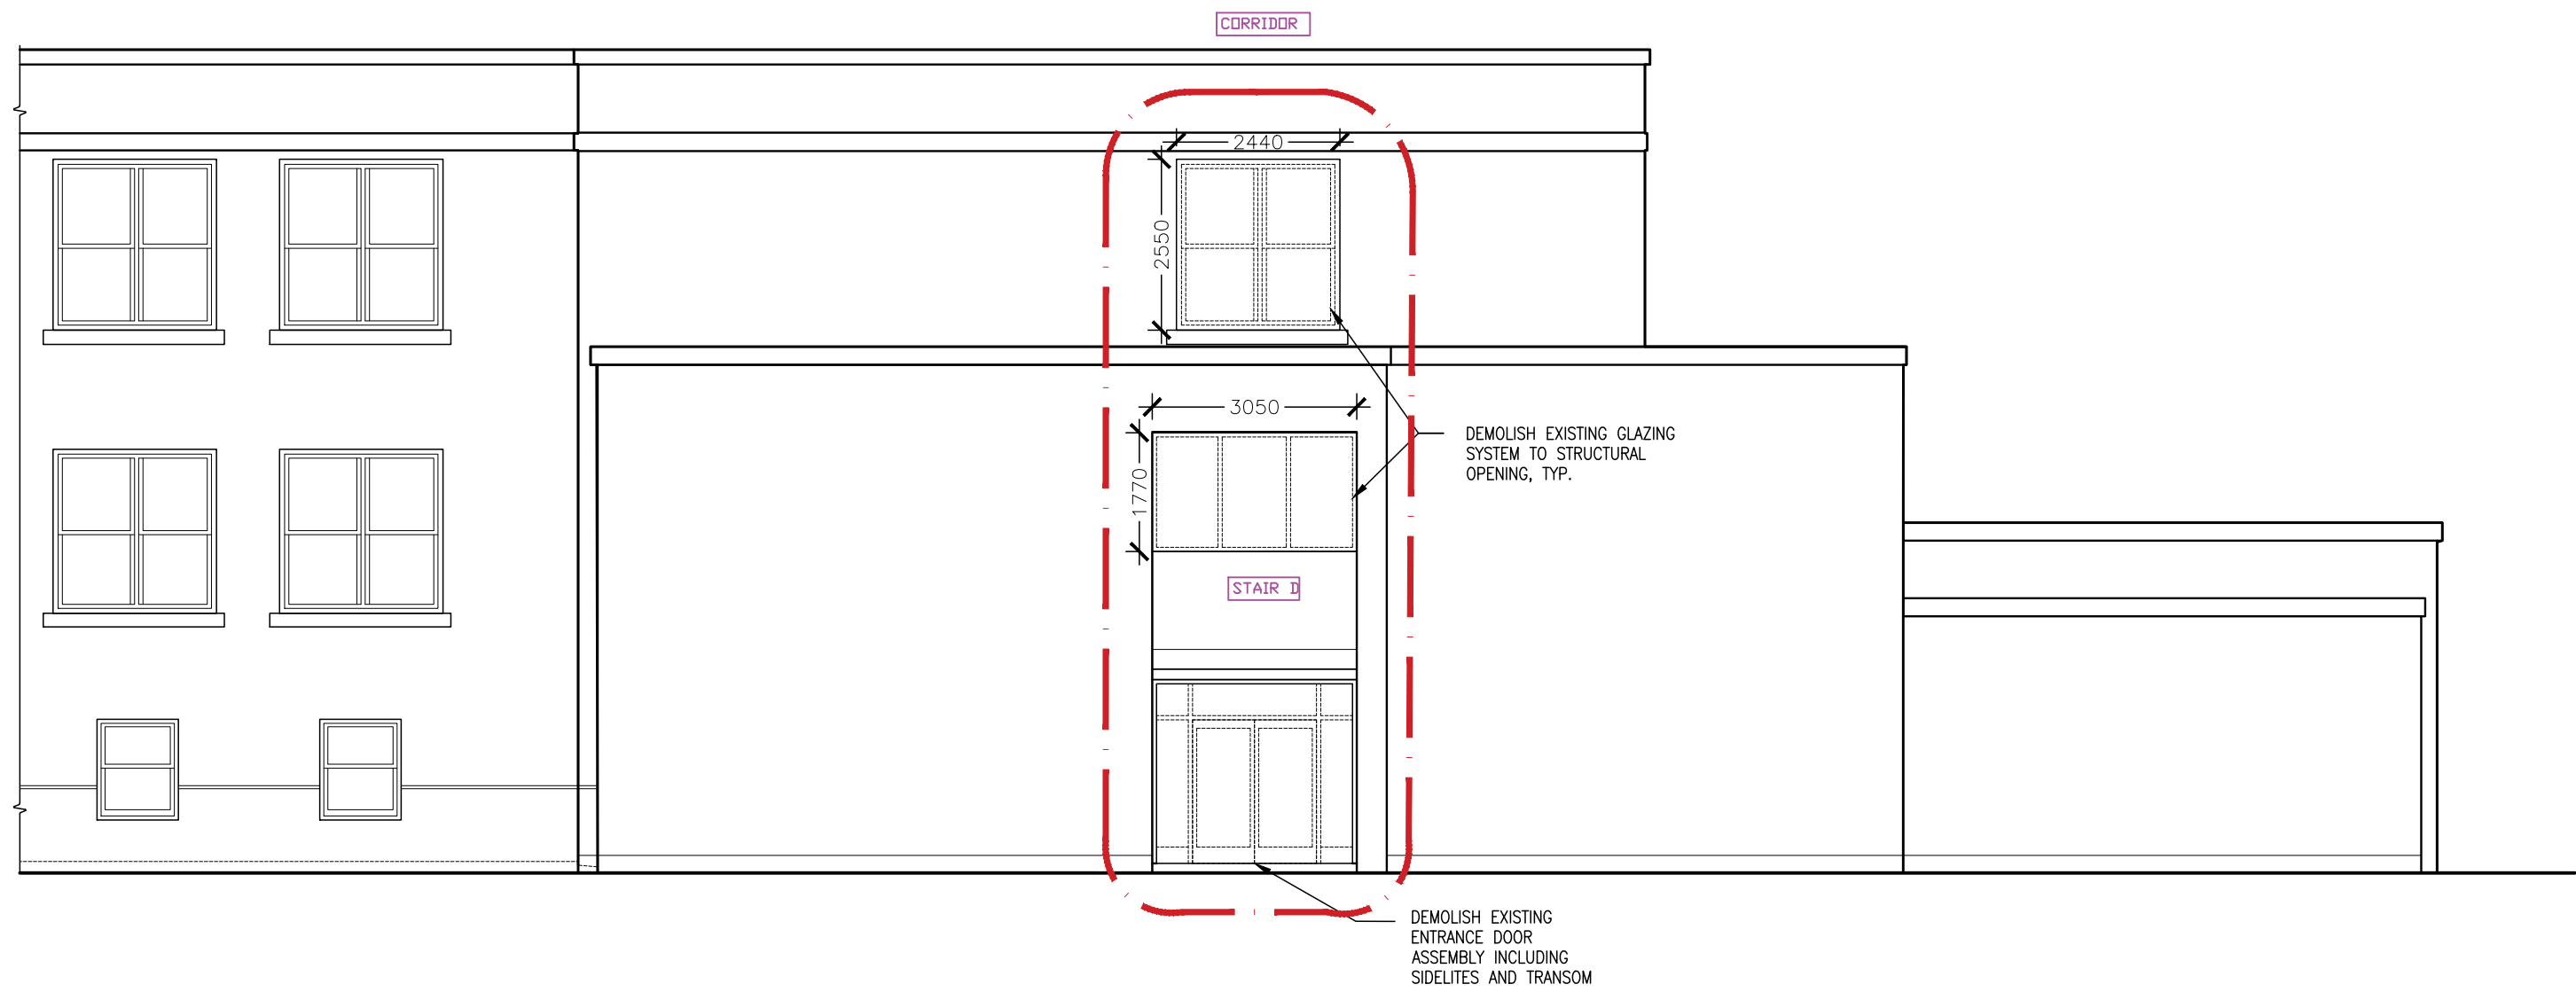 CORRIDOR
2440
2550
3050
1770
DEMOLISH EXISTING GLAZING
SYSTEM TO STRUCTURAL
OPENING, TYP.
STAIR D
DEMOLISH EXISTING
ENTRANCE DOOR
ASSEMBLY INCLUDING
SIDELITES AND TRANSOM